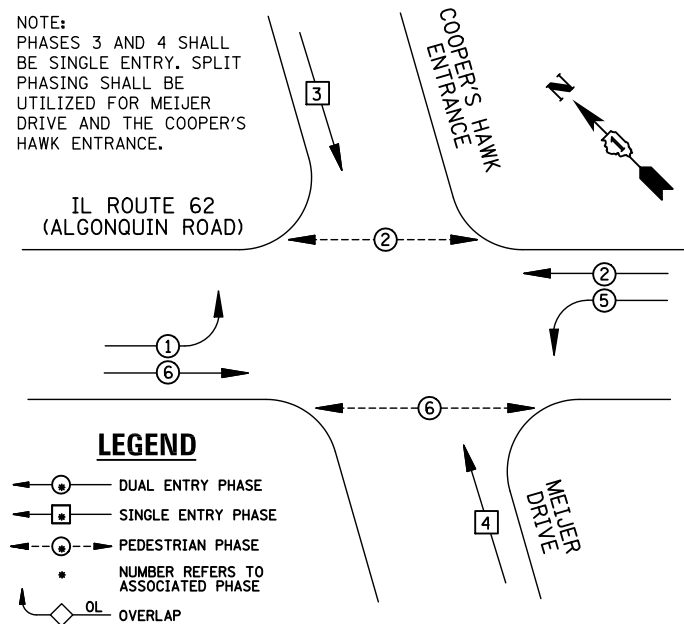 NOTE:
PHASES 3 AND 4 SHALL
BE SINGLE ENTRY. SPLIT
PHASING SHALL BE
UTILIZED FOR MEIJER
DRIVE AND THE COOPER'S
HAWK ENTRANCE.
3
COOPER'S HAWK
ENTRANCE
N
1
IL ROUTE 62
(ALGONQUIN ROAD)
2
2
5
1
6
6
4
MEIJER
DRIVE
LEGEND
* DUAL ENTRY PHASE
* SINGLE ENTRY PHASE
* PEDESTRIAN PHASE
* NUMBER REFERS TO
ASSOCIATED PHASE
OL OVERLAP